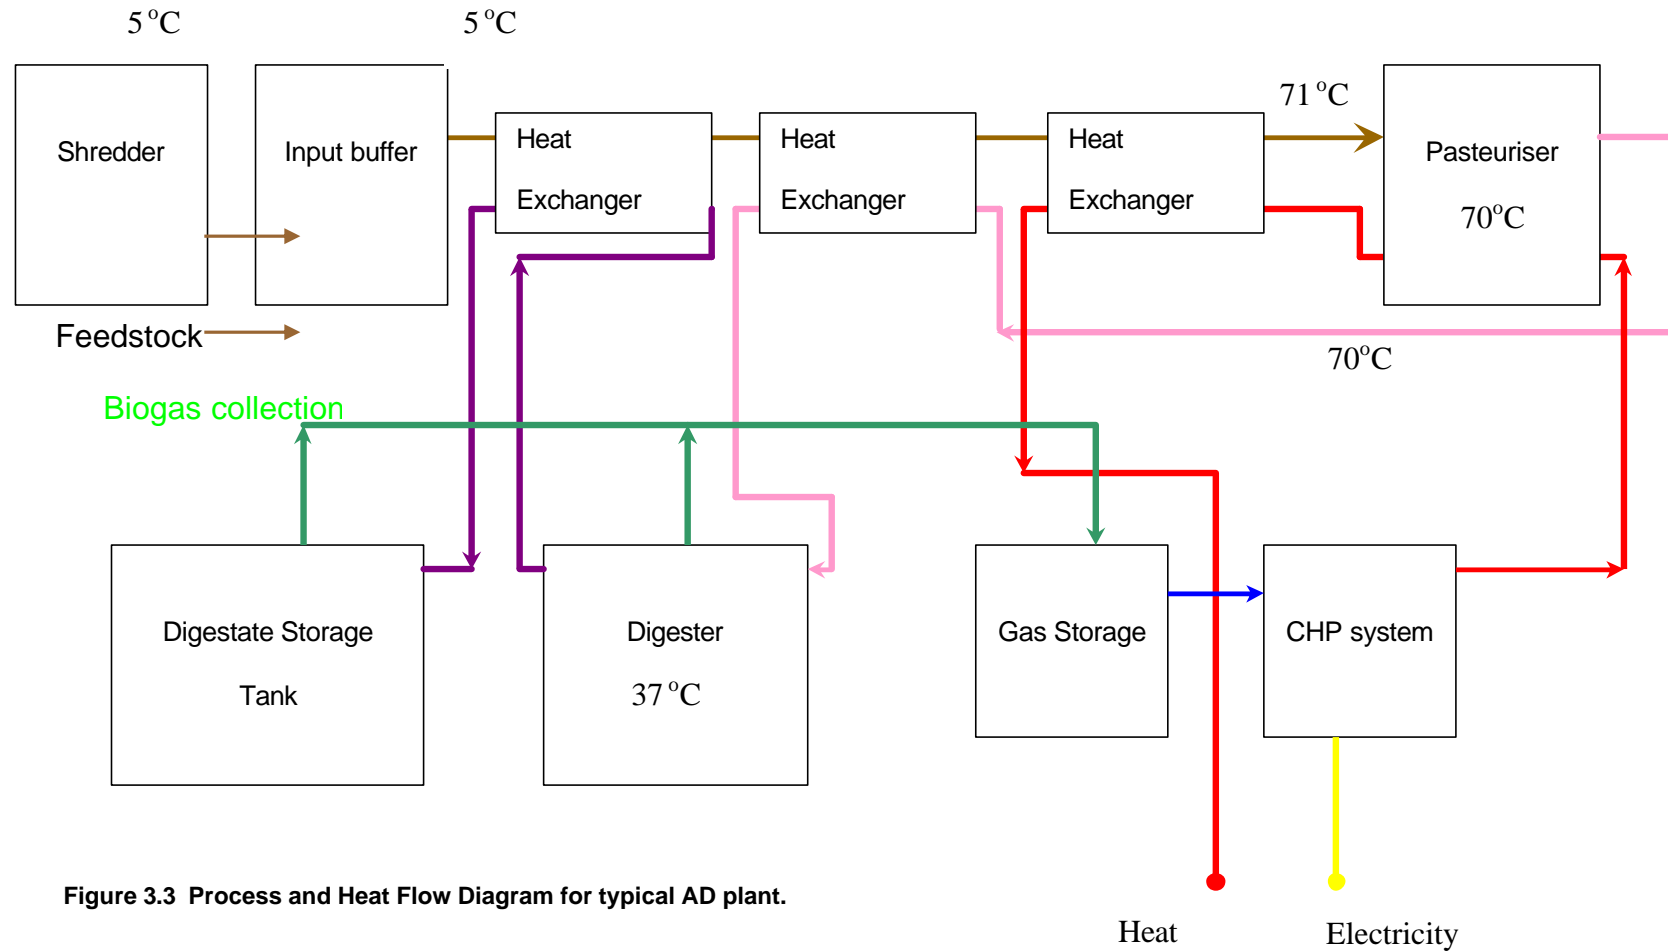 5 °C
5 °C
71 °C
Shredder
Input buffer
Heat
Exchanger
Heat
Exchanger
Heat
Exchanger
Pasteuriser
70°C
Feedstock
70°C
Biogas collection
Digestate Storage
Tank
Digester
37 °C
Gas Storage
CHP system
Figure 3.3 Process and Heat Flow Diagram for typical AD plant.
Heat
Electricity